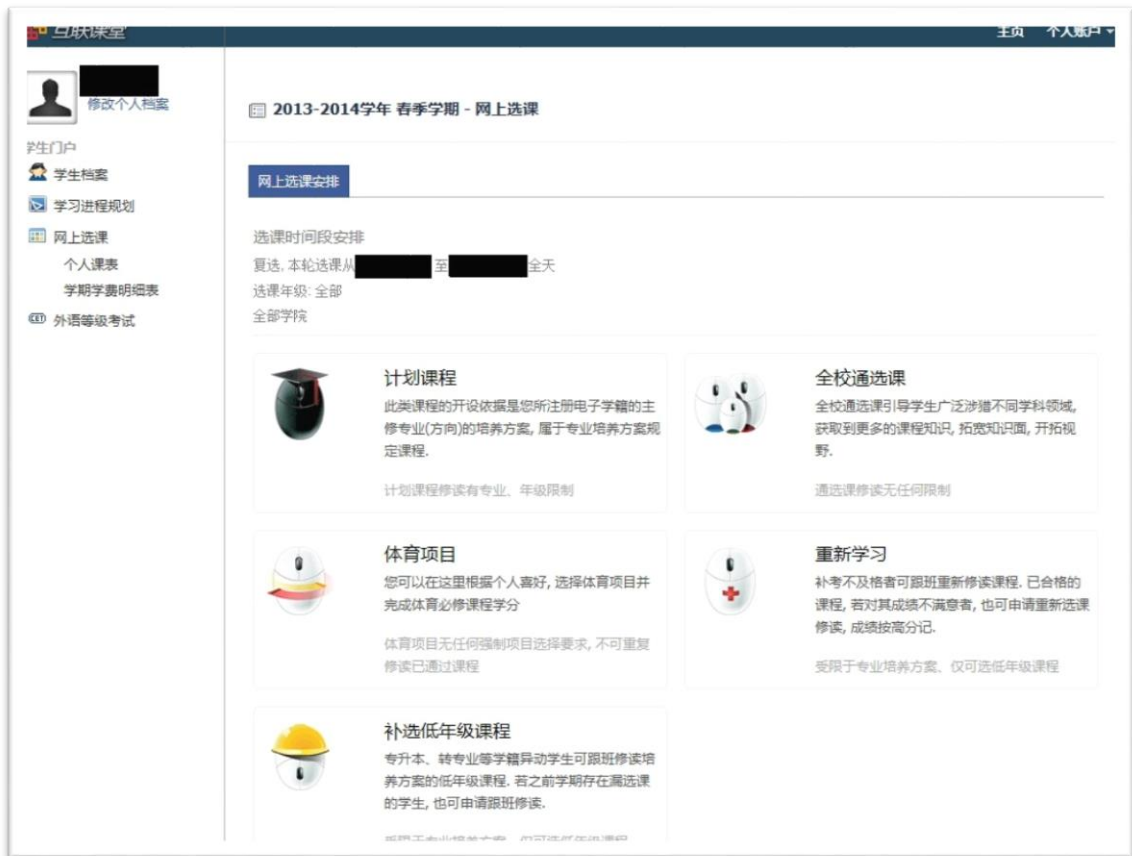 互联课堂
主页 个人账户
修改个人档案
2013-2014学年 春季学期 - 网上选课
学生门户
学生档案
学习进程规划
网上选课
个人课表
学期学费明细表
CET 外语等级考试
网上选课安排
选课时间段安排
复选, 本轮选课从 至 全天
选课年级: 全部
全部学院
计划课程
此类课程的开设依据是您所注册电子学籍的主
修专业(方向)的培养方案, 属于专业培养方案规
定课程.
计划课程修读有专业、年级限制
全校通选课
全校通选课引导学生广泛涉猎不同学科领域,
获取到更多的课程知识, 拓宽知识面, 开拓视
野.
通选课修读无任何限制
体育项目
您可以在这里根据个人喜好, 选择体育项目并
完成体育必修课程学分
体育项目无任何强制项目选择要求, 不可重复
修读已通过课程
重新学习
补考不及格者可跟班重新修读课程. 已合格的
课程, 若对其成绩不满意者, 也可申请重新选课
修读, 成绩按高分记.
受限于专业培养方案、仅可选低年级课程
补选低年级课程
专升本、转专业等学籍异动学生可跟班修读培
养方案的低年级课程. 若之前学期存在漏选课
的学生, 也可申请跟班修读.
受限于专业培养方案、仅可选低年级课程